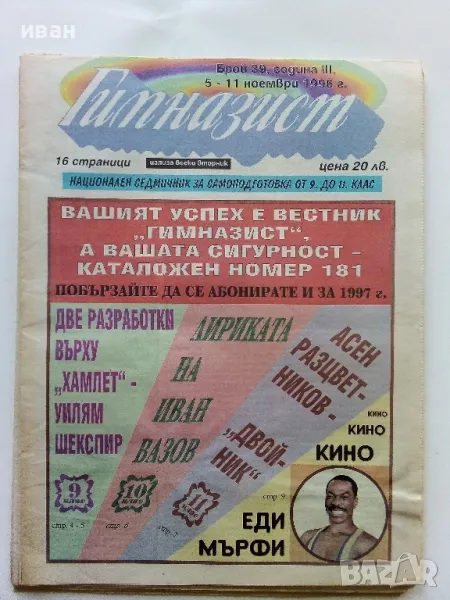 иван
Брой 39, година III.
5 - 11 ноември 1996 г.
Гимназист
16 страници
излиза всеки вторник
цена 20 лв.
НАЦИОНАЛЕН СЕДМИЧНИК ЗА САМОПОДГОТОВКА ОТ 9. ДО 11. КЛАС
ВАШИЯТ УСПЕХ Е ВЕСТНИК
„ГИМНАЗИСТ“,
А ВАШАТА СИГУРНОСТ -
КАТАЛОЖЕН НОМЕР 181
ПОБЪРЗАЙТЕ ДА СЕ АБОНИРАТЕ И ЗА 1997 г.
ДВЕ РАЗРАБОТКИ
ВЪРХУ
„ХАМЛЕТ“ -
УИЛЯМ
ШЕКСПИР
9
клас
стр. 4 - 5
ЛИРИКАТА
НА
ИВАН
ВАЗОВ
10
клас
стр. 6
АСЕН
РАЗЦВЕТ-
НИКОВ -
„ДВОЙ-
НИК“
11
клас
стр. 7
КИНО
КИНО
КИНО
стр. 9
ЕДИ
МЪРФИ
BAZAR